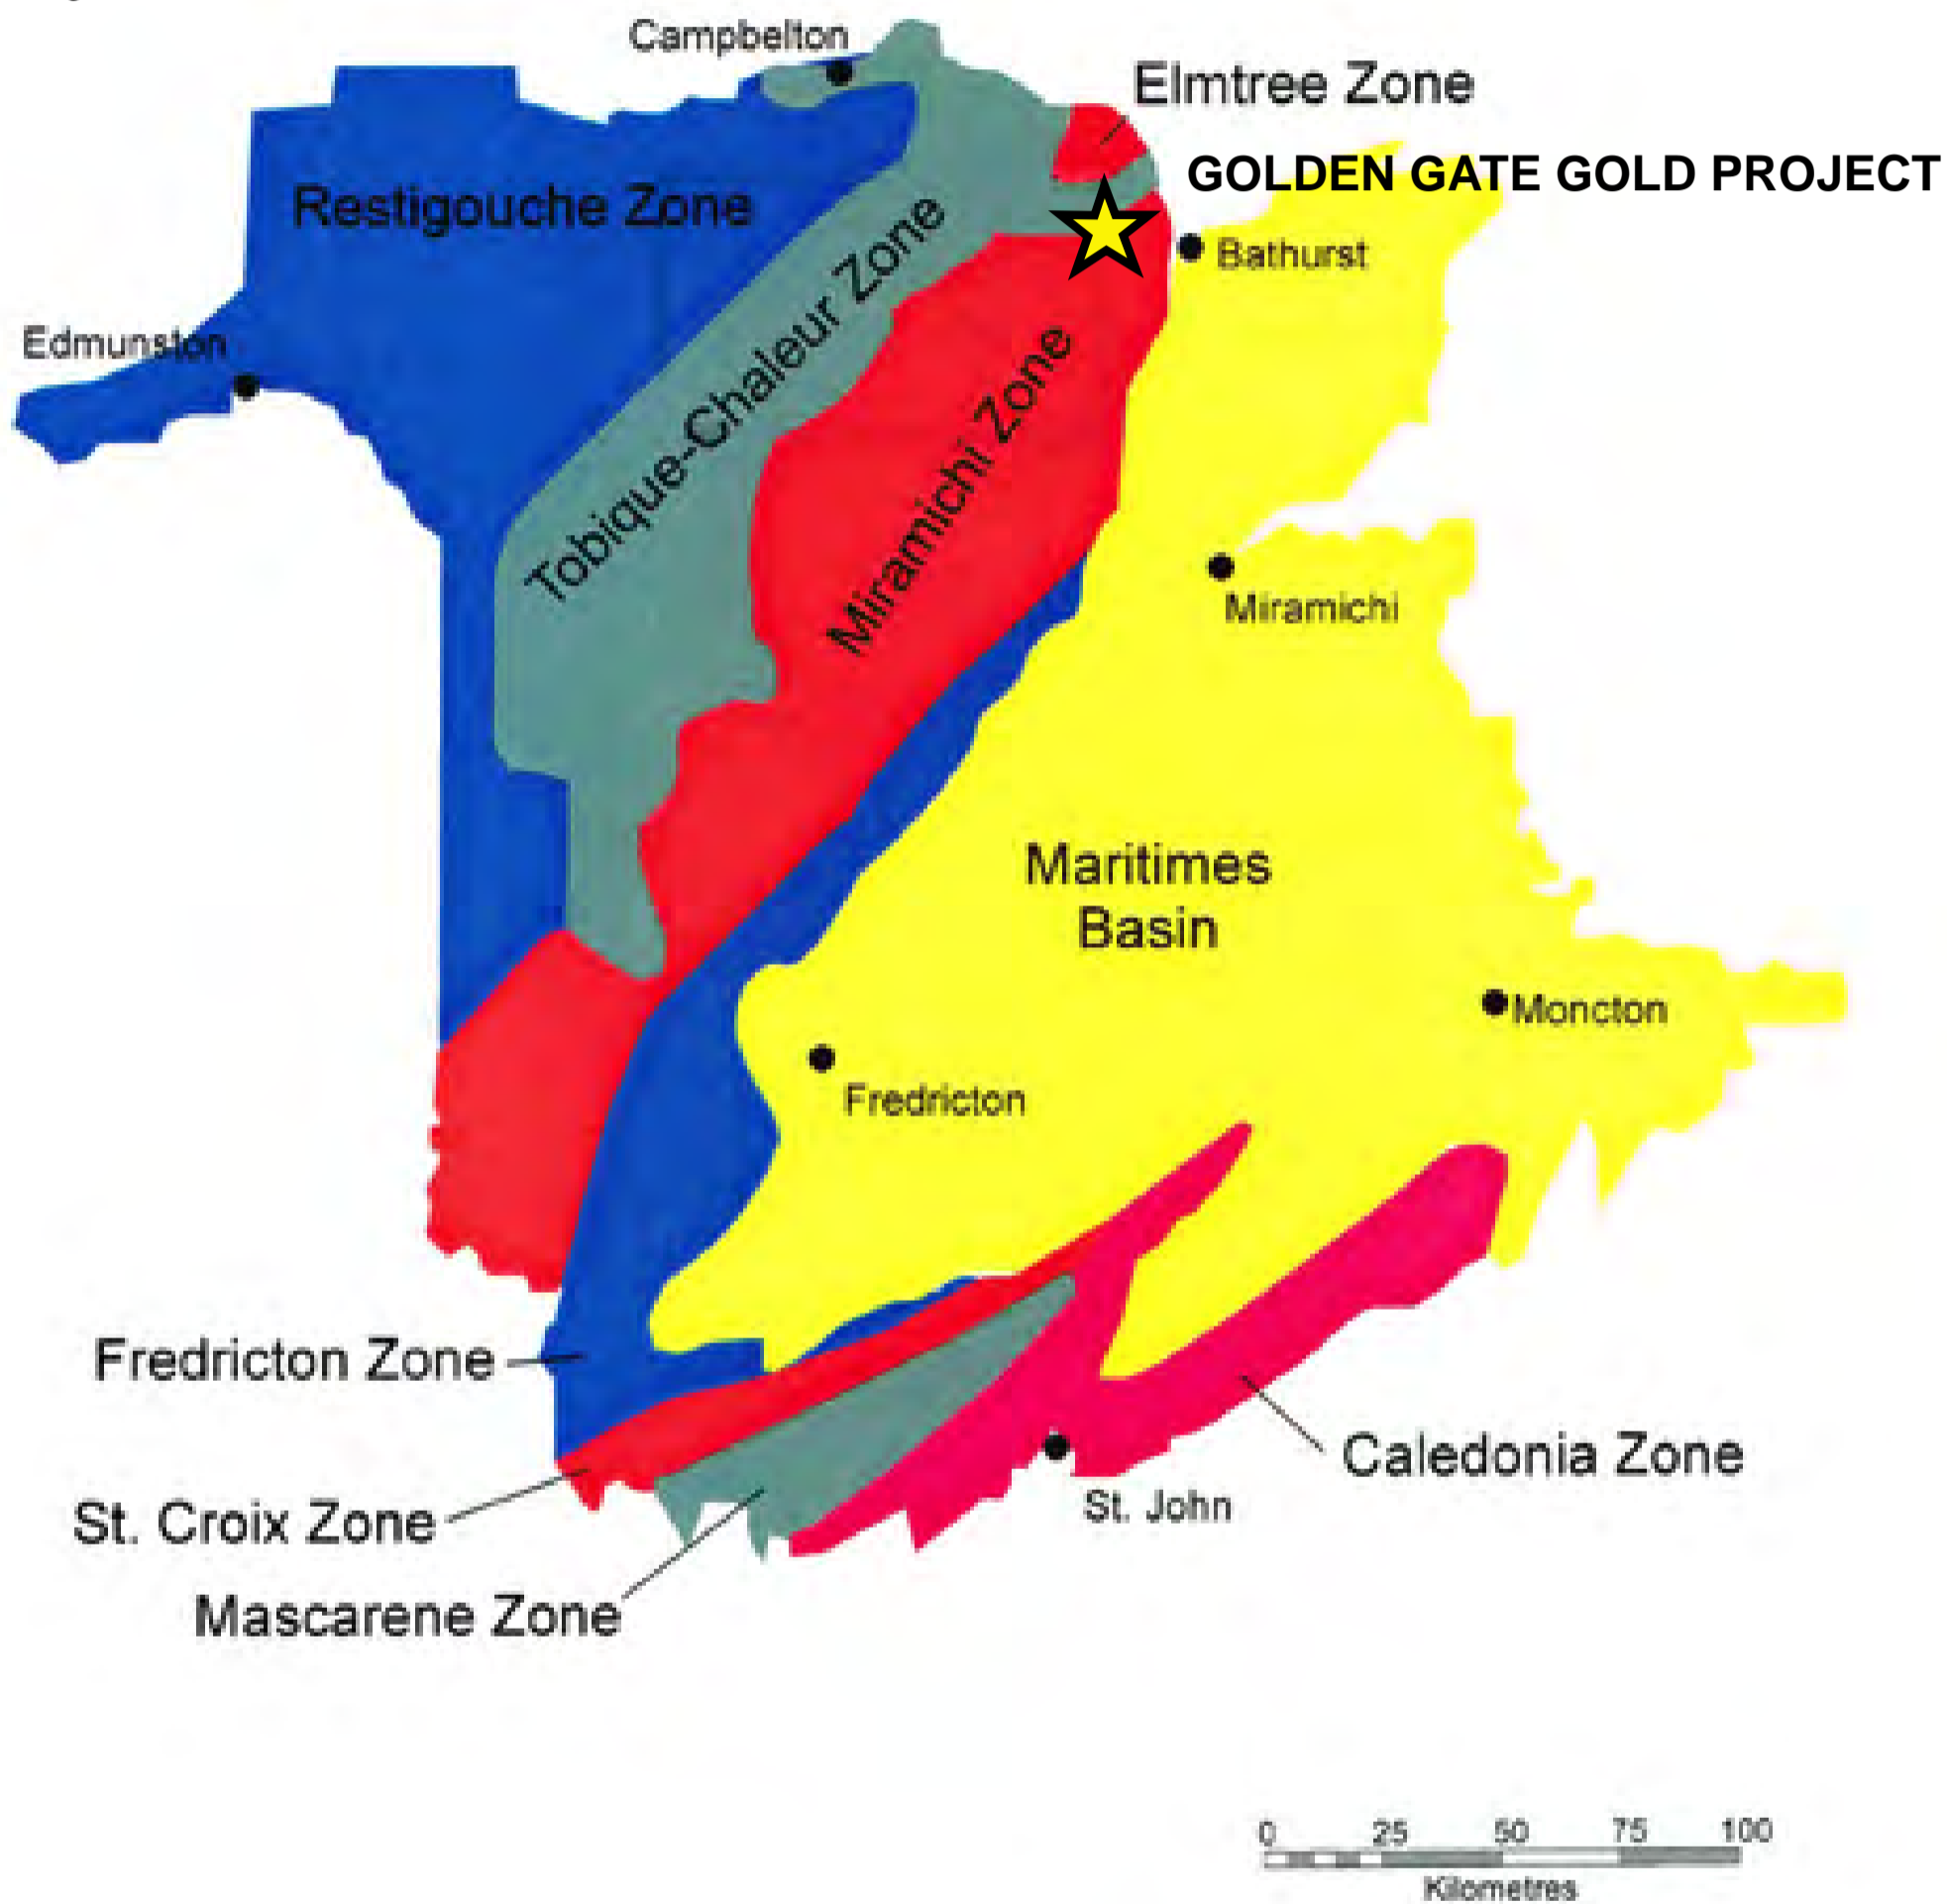 Campbelton
Elmtree Zone
GOLDEN GATE GOLD PROJECT
Restigouche Zone
Bathurst
Edmunston
Tobique-Chaleur Zone
Miramichi Zone
Miramichi
Maritimes
Basin
Moncton
Fredricton
Fredricton Zone
Caledonia Zone
St. Croix Zone
St. John
Mascarene Zone
0 25 50 75 100
Kilometres